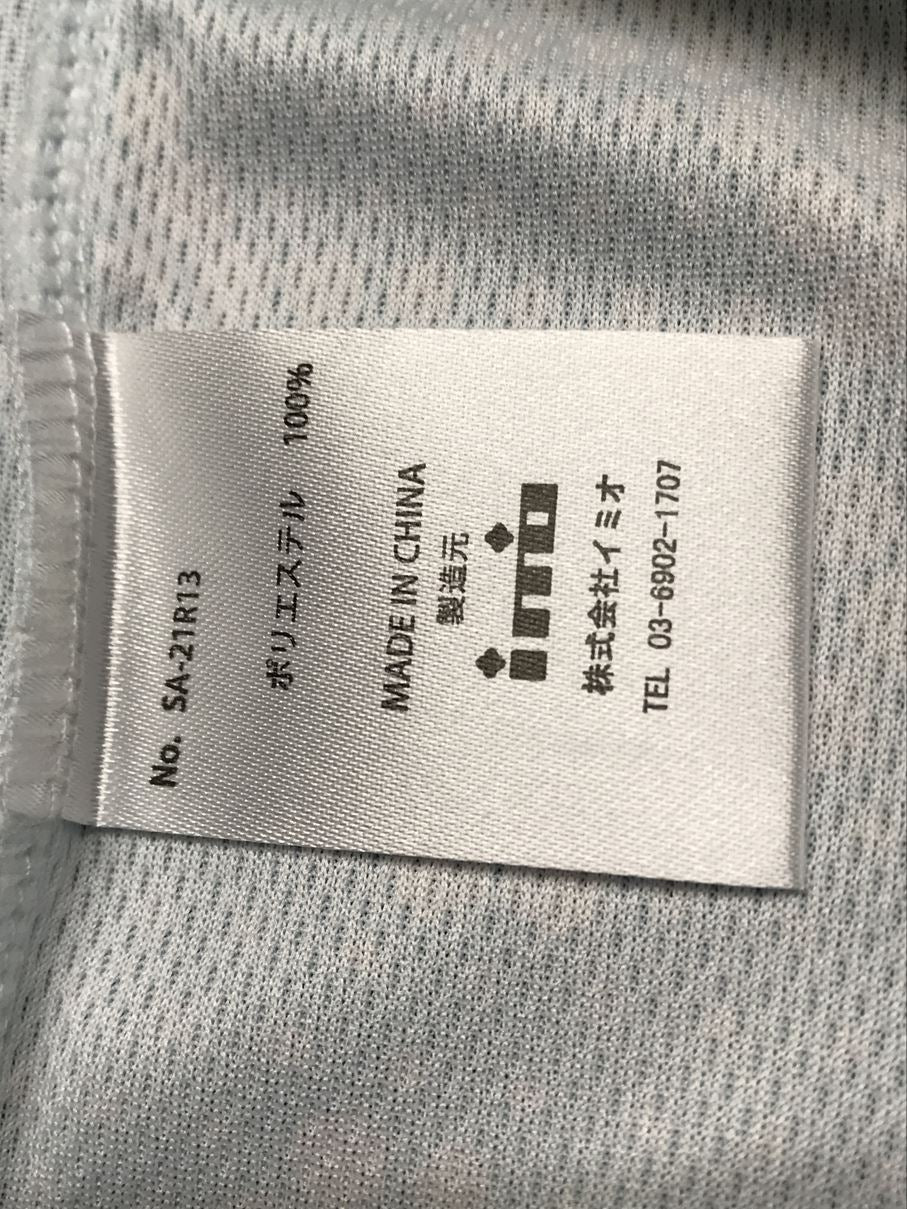 No. SA-21R13
ポリエステル 100%
MADE IN CHINA
製造元
imio
株式会社イミオ
TEL 03-6902-1707